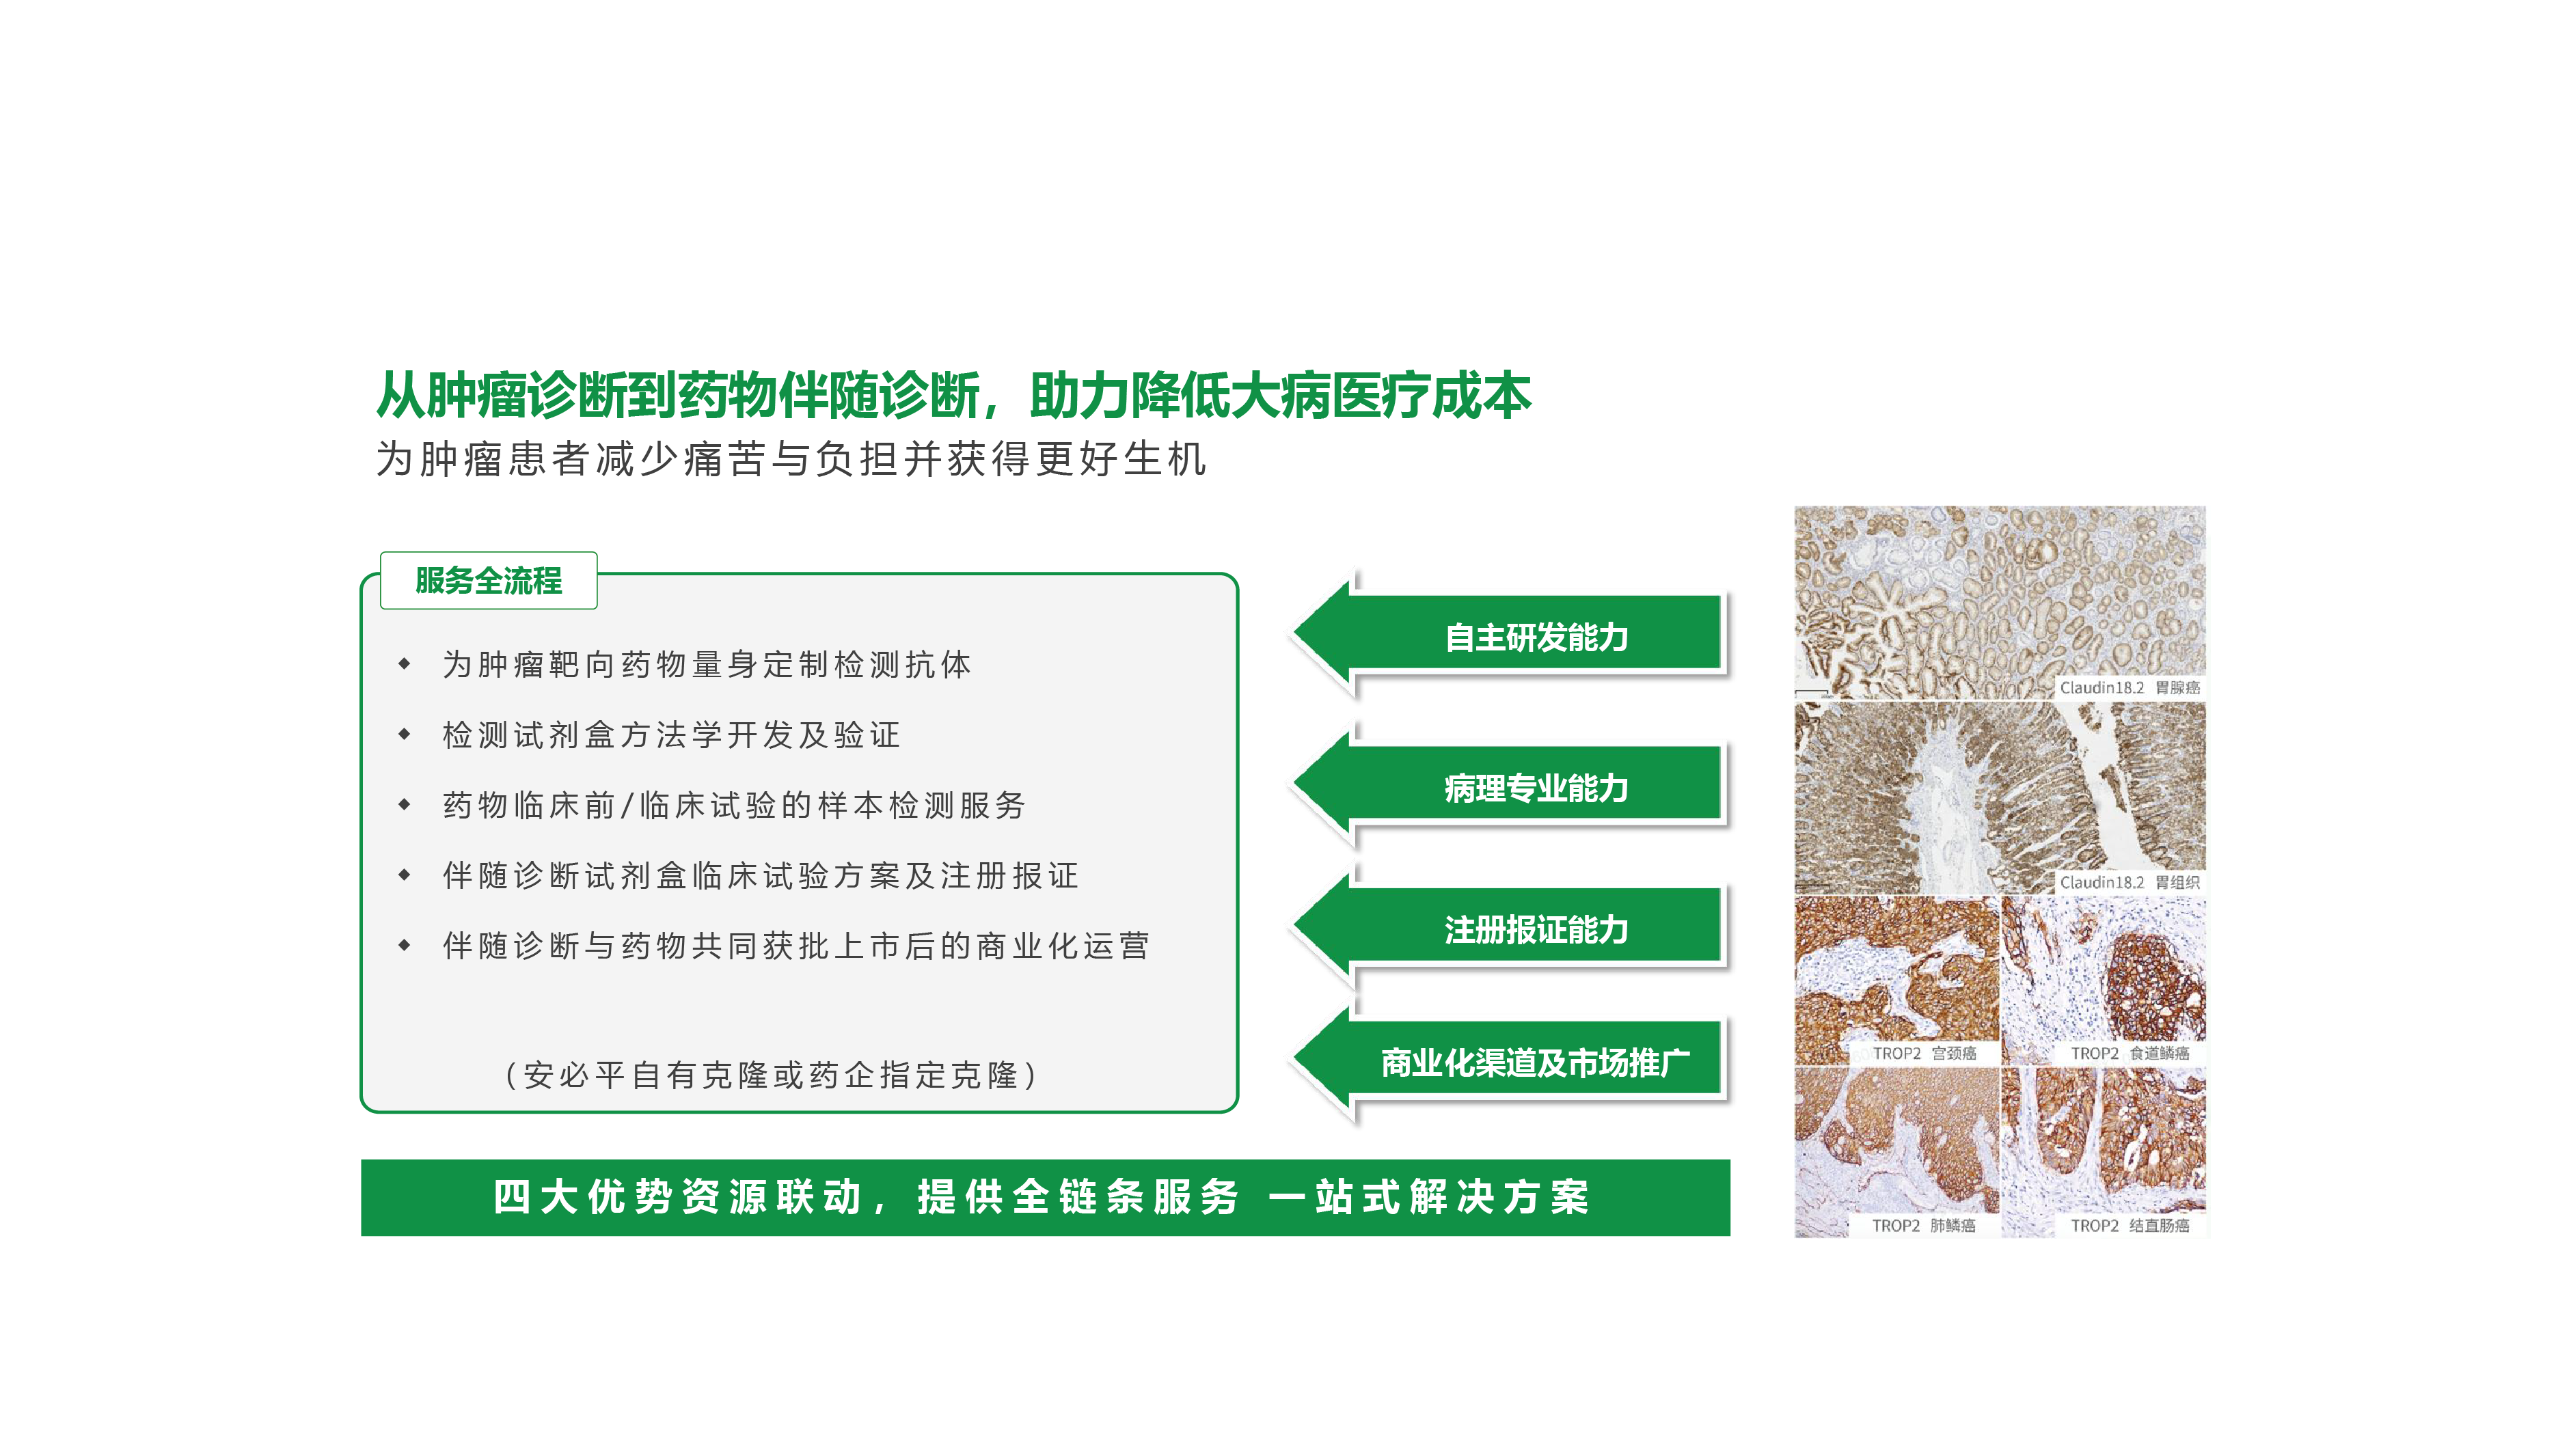 从肿瘤诊断到药物伴随诊断，助力降低大病医疗成本
为肿瘤患者减少痛苦与负担并获得更好生机
服务全流程
为肿瘤靶向药物量身定制检测抗体
检测试剂盒方法学开发及验证
药物临床前/临床试验的样本检测服务
伴随诊断试剂盒临床试验方案及注册报证
伴随诊断与药物共同获批上市后的商业化运营
（安必平自有克隆或药企指定克隆）
自主研发能力
病理专业能力
注册报证能力
商业化渠道及市场推广
四大优势资源联动，提供全链条服务 一站式解决方案
Claudin18.2 胃腺癌
Claudin18.2 胃组织
TROP2 宫颈癌
TROP2 食道鳞癌
TROP2 肺鳞癌
TROP2 结直肠癌